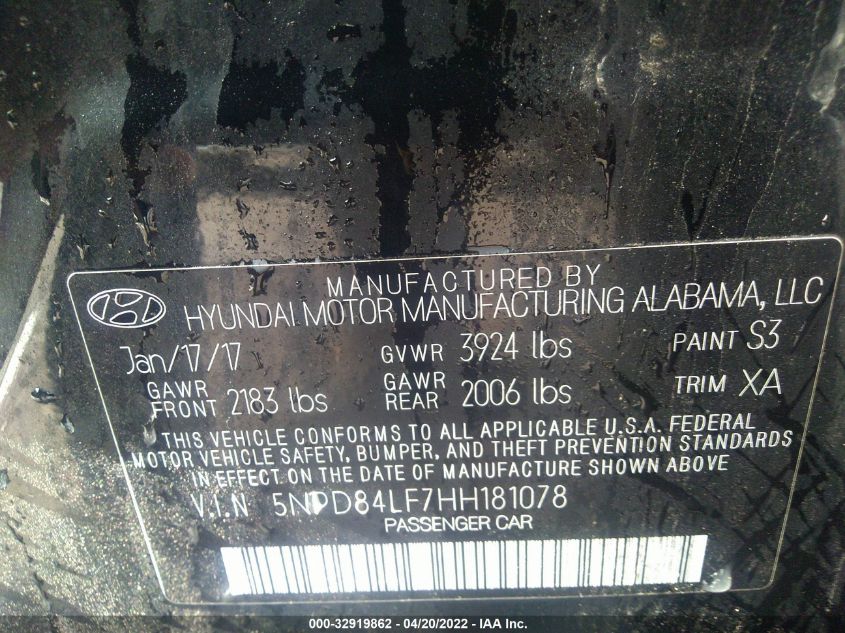 MANUFACTURED BY
HYUNDAI MOTOR MANUFACTURING ALABAMA, LLC
Jan/17/17 GVWR 3924 lbs PAINT S3
GAWR FRONT 2183 lbs GAWR REAR 2006 lbs TRIM XA
THIS VEHICLE CONFORMS TO ALL APPLICABLE U.S.A. FEDERAL
MOTOR VEHICLE SAFETY, BUMPER, AND THEFT PREVENTION STANDARDS
IN EFFECT ON THE DATE OF MANUFACTURE SHOWN ABOVE
V.I.N 5NPD84LF7HH181078
PASSENGER CAR
000-32919862 - 04/20/2022 - IAA Inc.